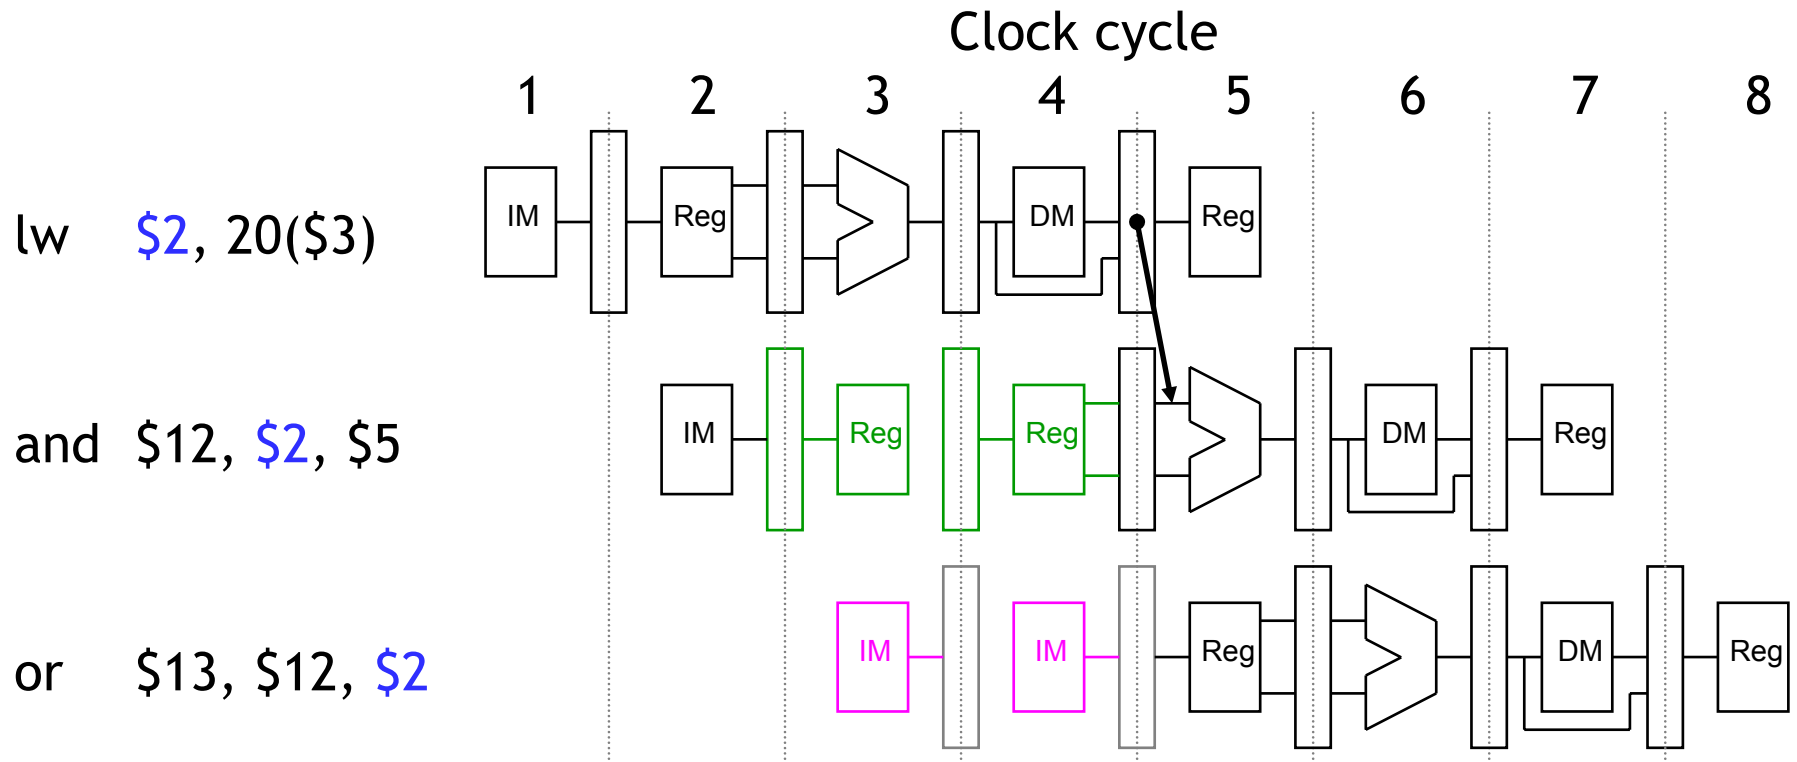 Clock cycle
1 2 3 4 5 6 7 8
lw $2, 20($3) IM Reg DM Reg
and $12, $2, $5 IM Reg Reg DM Reg
or $13, $12, $2 IM IM Reg DM Reg